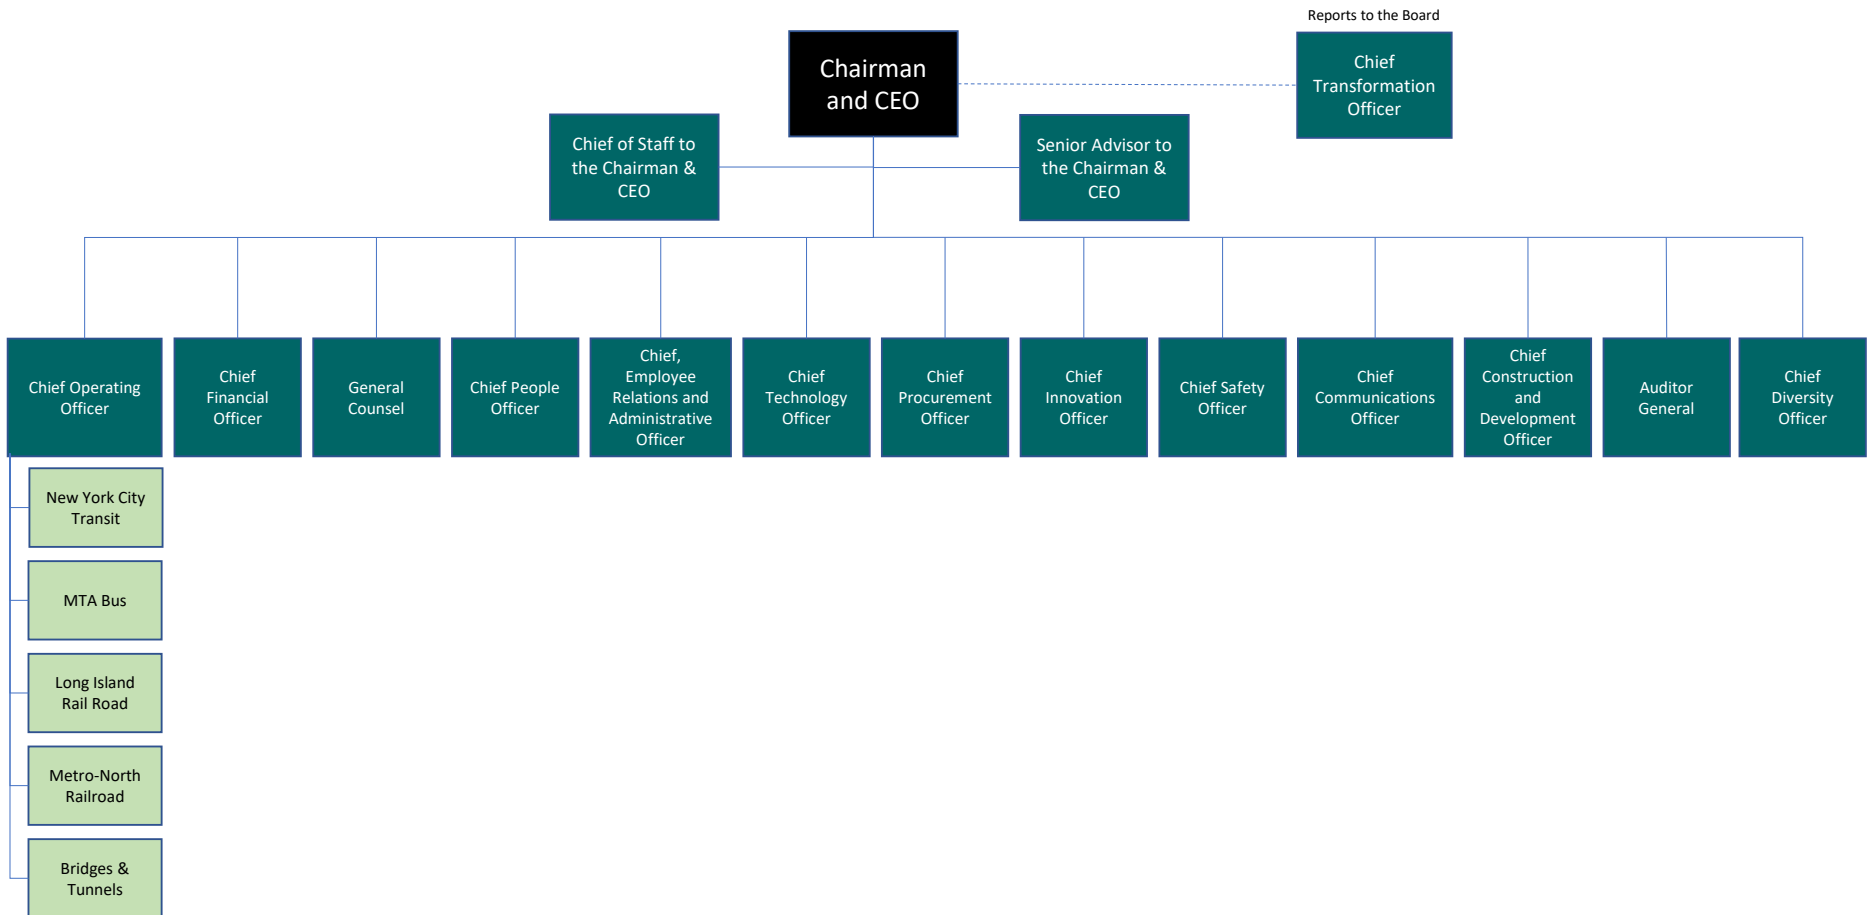 Reports to the Board
Chairman
and CEO
Chief
Transformation
Officer
Chief of Staff to
the Chairman &
CEO
Senior Advisor to
the Chairman &
CEO
Chief Operating
Officer
Chief
Financial
Officer
General
Counsel
Chief People
Officer
Chief,
Employee
Relations and
Administrative
Officer
Chief
Technology
Officer
Chief
Procurement
Officer
Chief
Innovation
Officer
Chief Safety
Officer
Chief
Communications
Officer
Chief
Construction
and
Development
Officer
Auditor
General
Chief
Diversity
Officer
New York City
Transit
MTA Bus
Long Island
Rail Road
Metro-North
Railroad
Bridges &
Tunnels